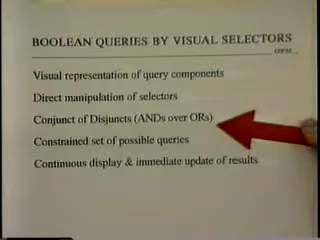 BOOLEAN QUERIES BY VISUAL SELECTORS
Visual representation of query components
Direct manipulation of selectors
Conjunct of Disjuncts (ANDs over ORs)
Constrained set of possible queries
Continuous display & immediate update of results